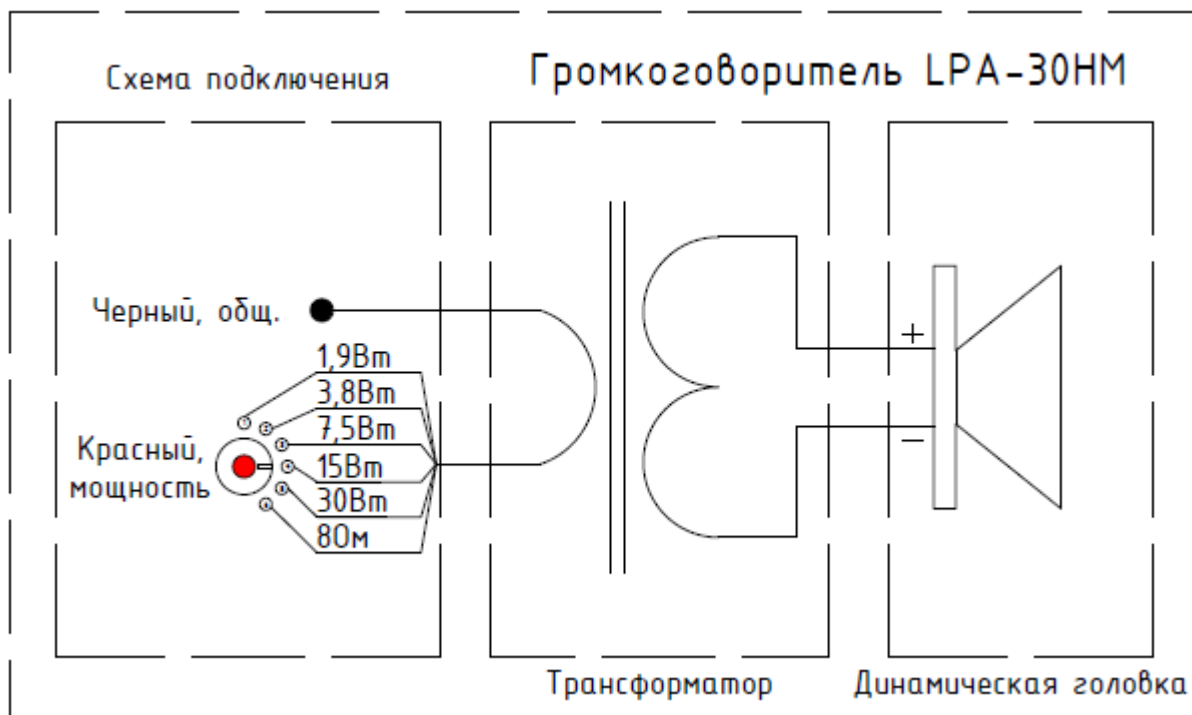 Схема подключения
Громкоговоритель LPA-30НМ
Черный, общ.
1,9Вт
3,8Вт
7,5Вт
15Вт
30Вт
8Ом
Красный,
мощность
+
−
Трансформатор
Динамическая головка